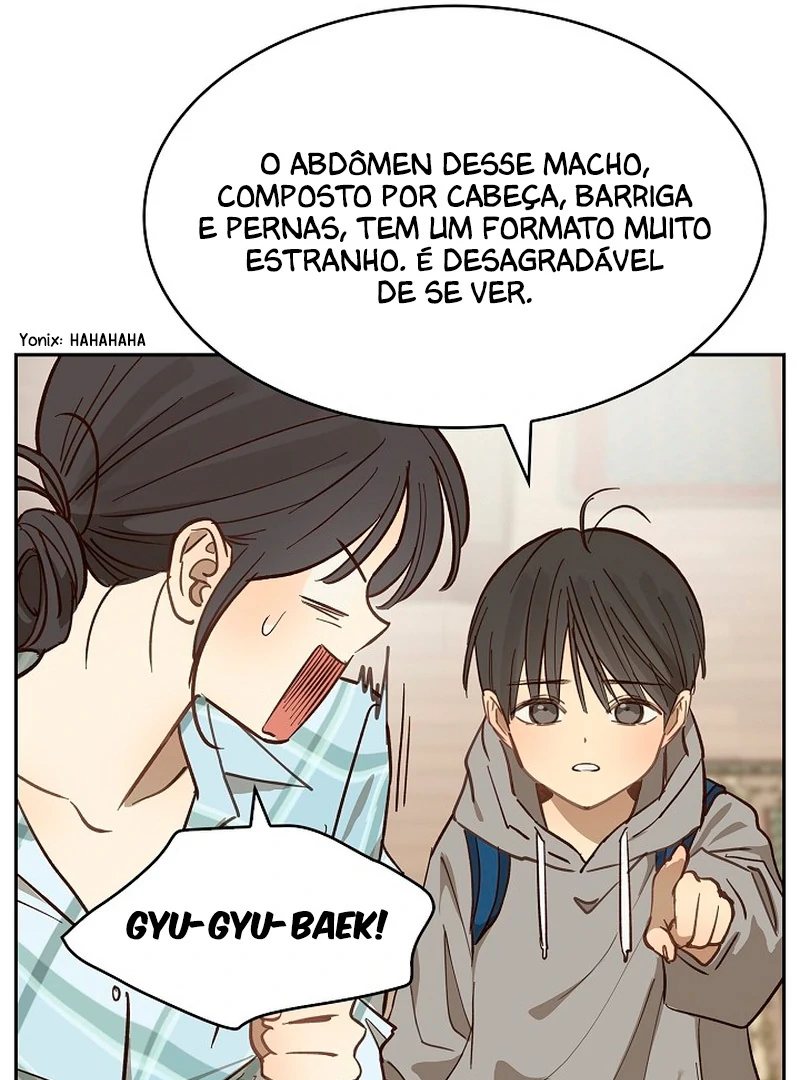 O ABDÔMEN DESSE MACHO,
COMPOSTO POR CABEÇA, BARRIGA
E PERNAS, TEM UM FORMATO MUITO
ESTRANHO. É DESAGRADÁVEL
DE SE VER.
Yonix: HAHAHAHA
GYU-GYU-BAEK!